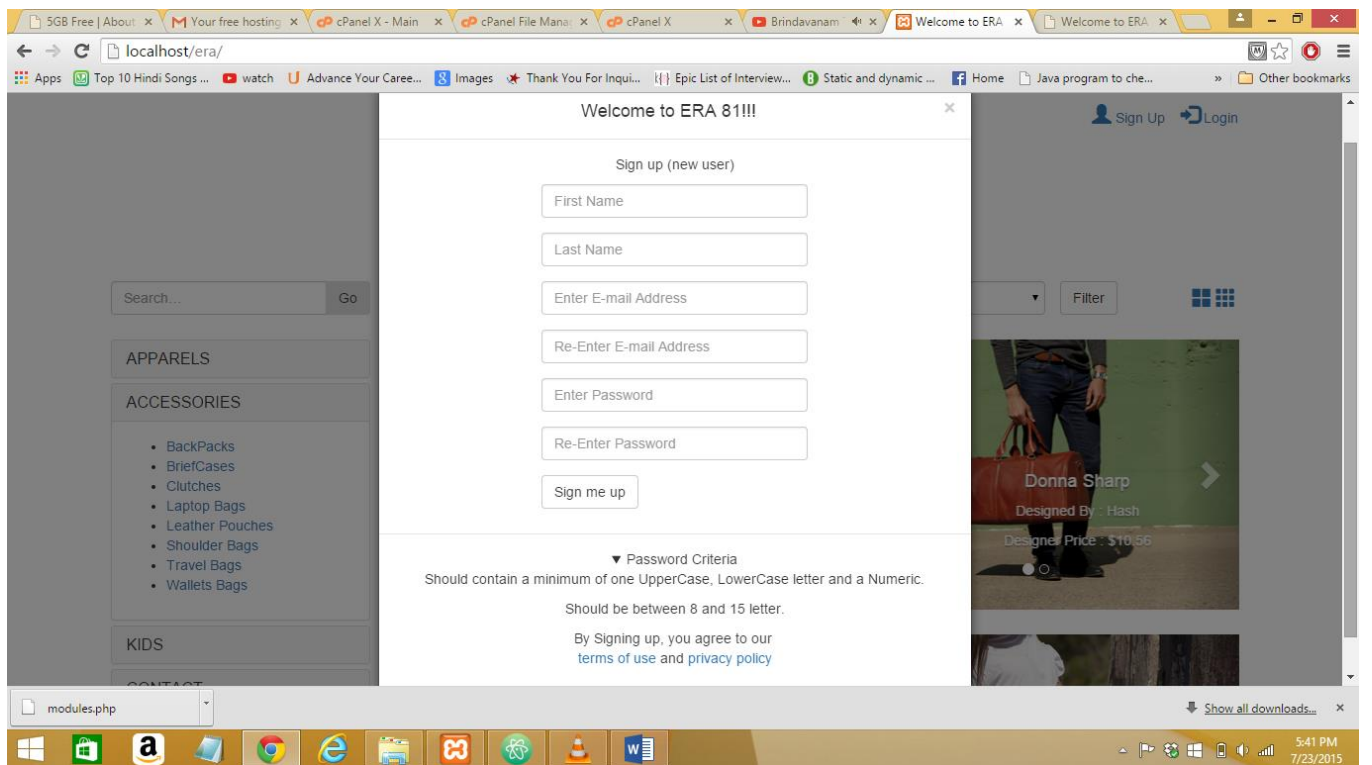 5GB Free | About
Your free hosting
cPanel X - Main
cPanel File Mana
cPanel X
Brindavanam
Welcome to ERA
Welcome to ERA
localhost/era/
Apps
Top 10 Hindi Songs ...
watch
Advance Your Caree...
Images
Thank You For Inqui...
Epic List of Interview...
Static and dynamic ...
Home
Java program to che...
»
Other bookmarks
Welcome to ERA 81!!!
×
Sign Up
Login
Sign up (new user)
First Name
Last Name
Enter E-mail Address
Re-Enter E-mail Address
Enter Password
Re-Enter Password
Sign me up
Search...
Go
Filter
APPARELS
ACCESSORIES
BackPacks
BriefCases
Clutches
Laptop Bags
Leather Pouches
Shoulder Bags
Travel Bags
Wallets Bags
KIDS
CONTACT
Donna Sharp
Designed By : Hash
Designer Price : $10.56
▼ Password Criteria
Should contain a minimum of one UpperCase, LowerCase letter and a Numeric.
Should be between 8 and 15 letter.
By Signing up, you agree to our
terms of use and privacy policy
modules.php
Show all downloads...
5:41 PM
7/23/2015